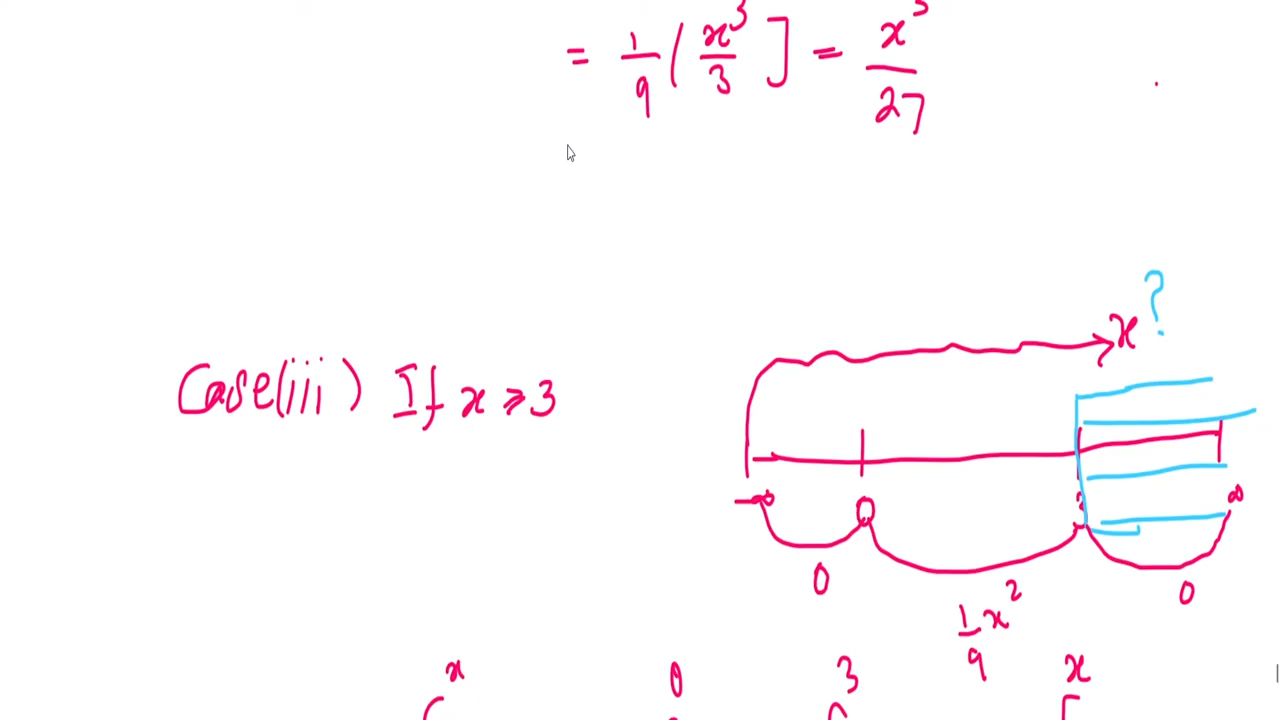 = 1/9 ( x³/3 ] = x³/27
x ?
Case(iii) If x ≥ 3
-∞ 0 3 ∞
0 1/9 x² 0
x 0 3 x
∫ ∫ ∫